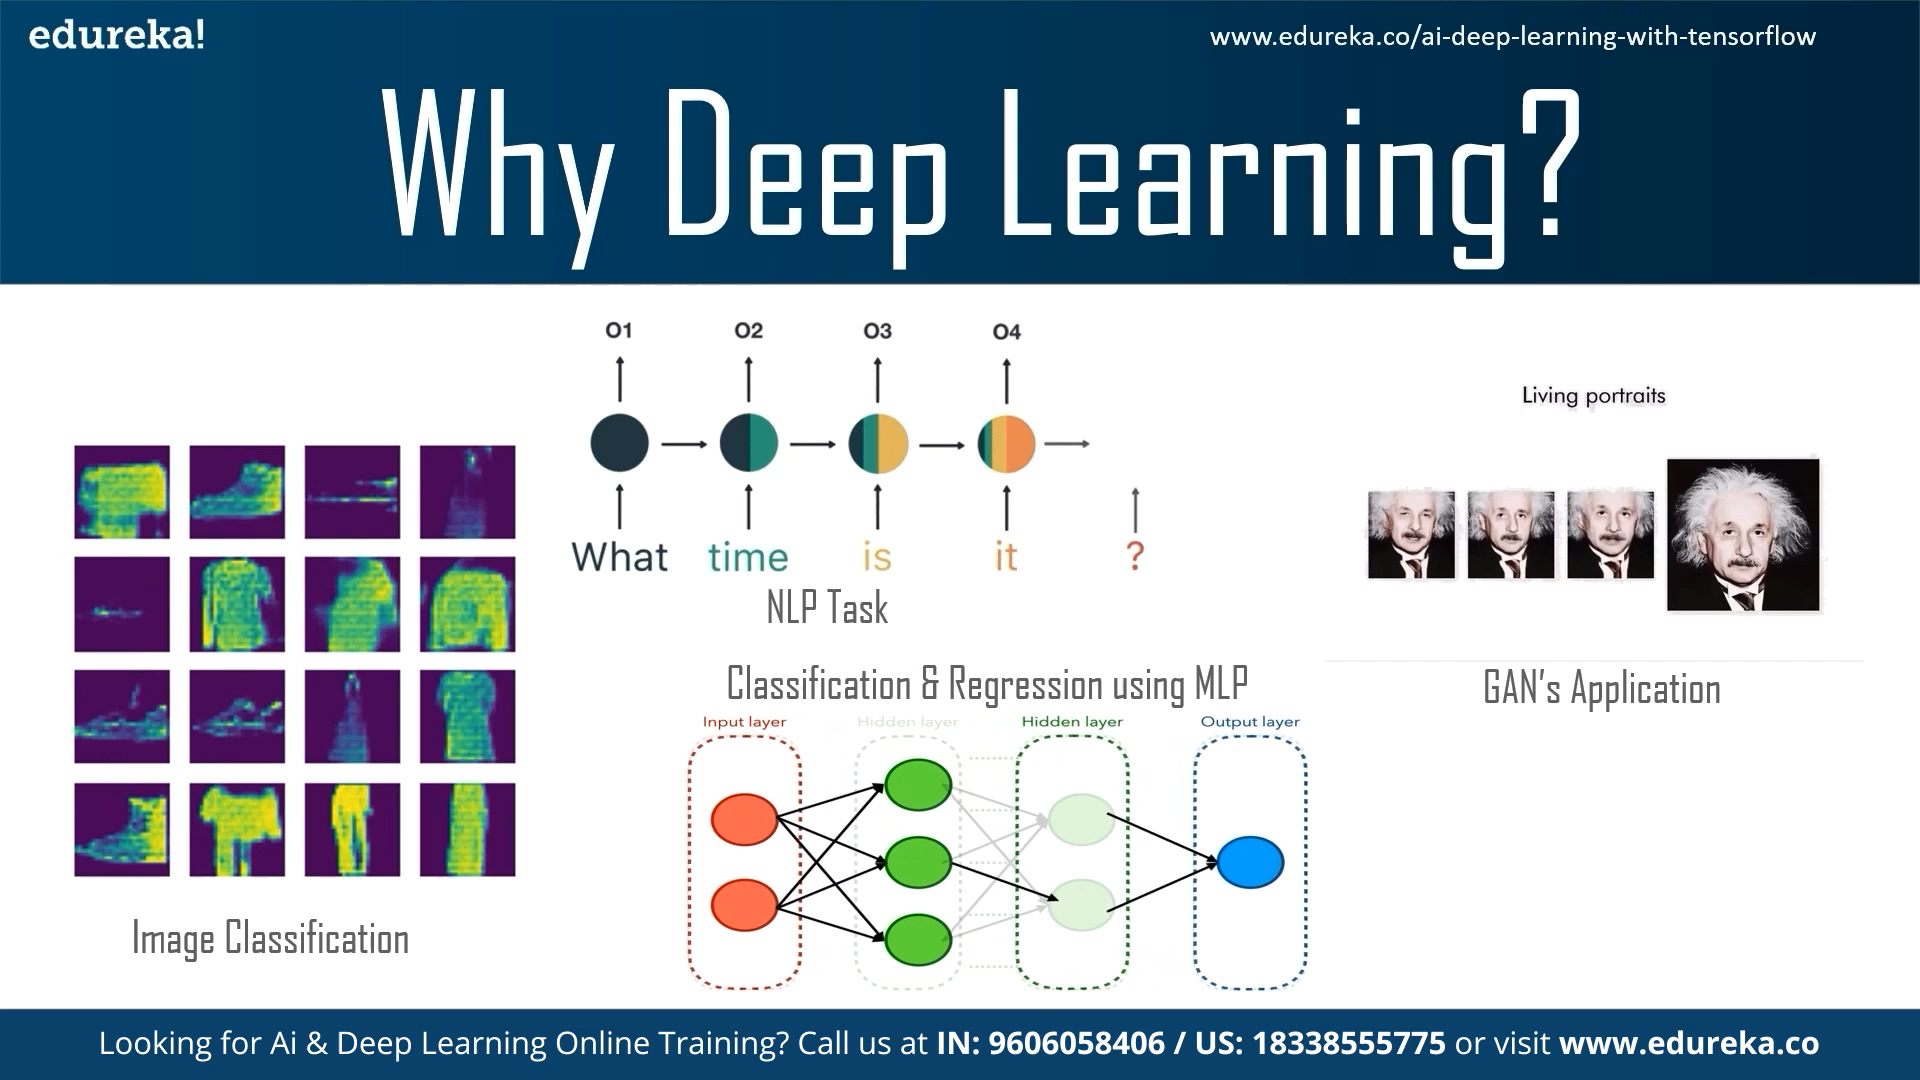 edureka!
www.edureka.co/ai-deep-learning-with-tensorflow
Why Deep Learning?
O1 O2 O3 O4
What time is it ?
NLP Task
Living portraits
GAN's Application
Image Classification
Classification & Regression using MLP
Input layer Hidden layer Hidden layer Output layer
Looking for Ai & Deep Learning Online Training? Call us at IN: 9606058406 / US: 18338555775 or visit www.edureka.co